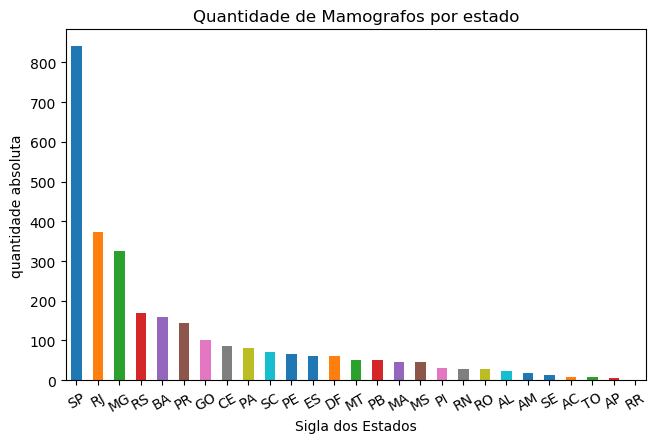 Quantidade de Mamografos por estado
quantidade absoluta
800
700
600
500
400
300
200
100
0
SP RJ MG RS BA PR GO CE PA SC PE ES DF MT PB MA MS PI RN RO AL AM SE AC TO AP RR
Sigla dos Estados